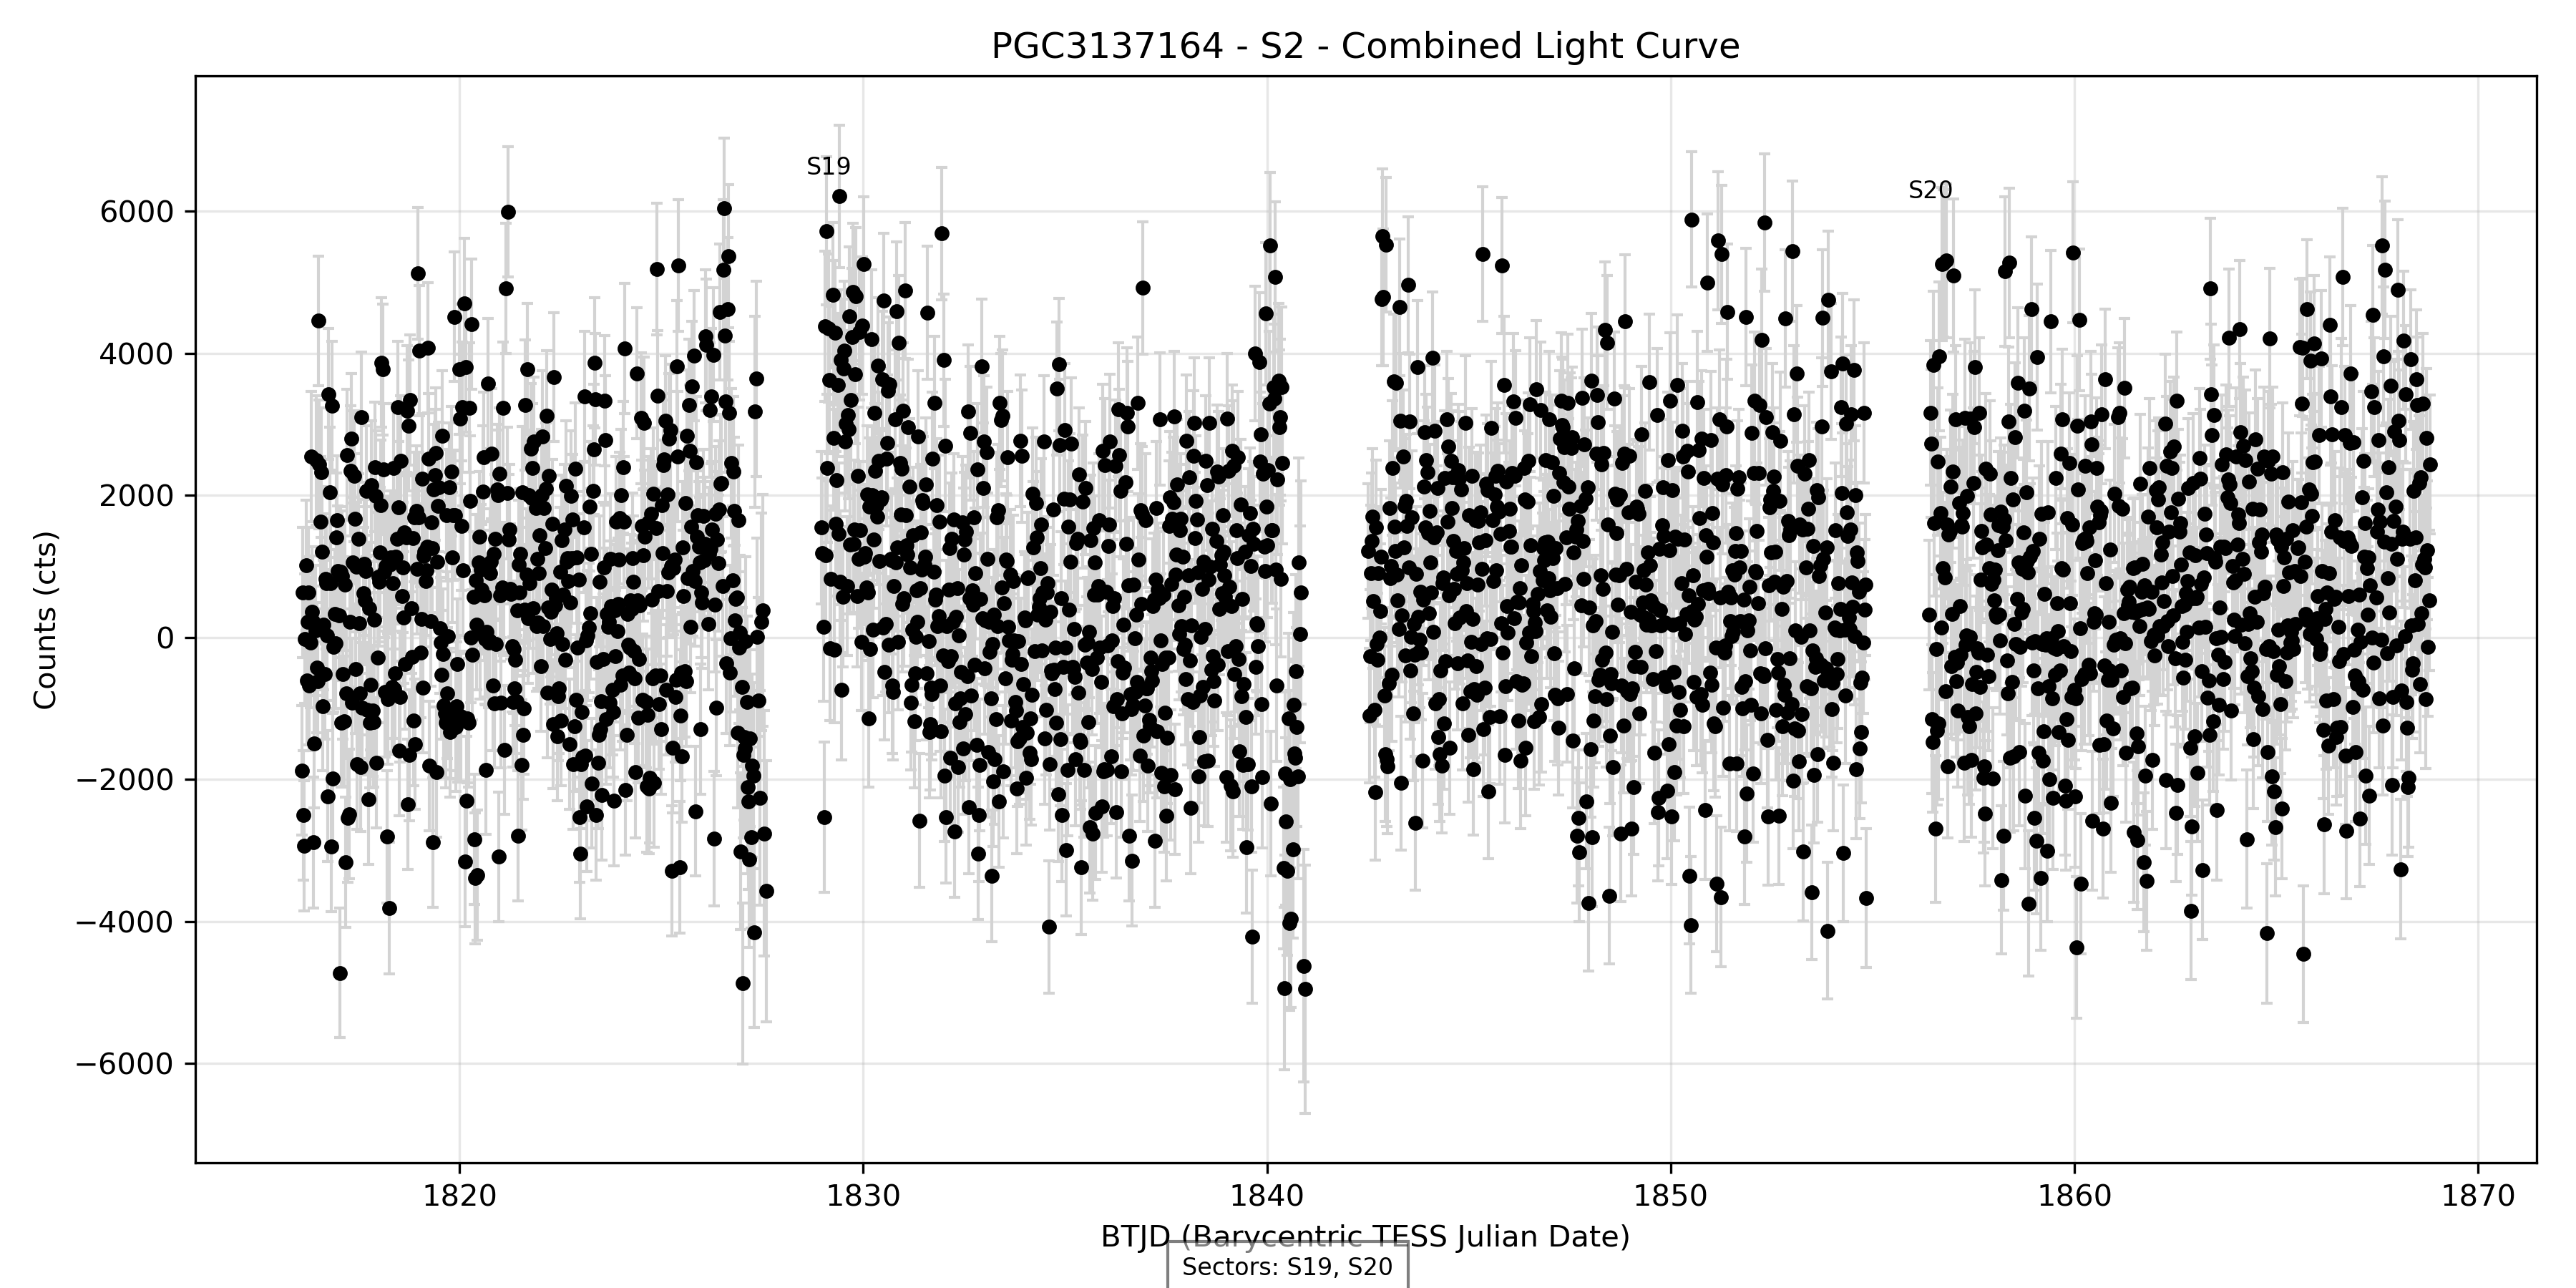 PGC3137164 - S2 - Combined Light Curve
S19
S20
6000
4000
2000
0
−2000
−4000
−6000
Counts (cts)
1820
1830
1840
1850
1860
1870
BTJD (Barycentric TESS Julian Date)
Sectors: S19, S20